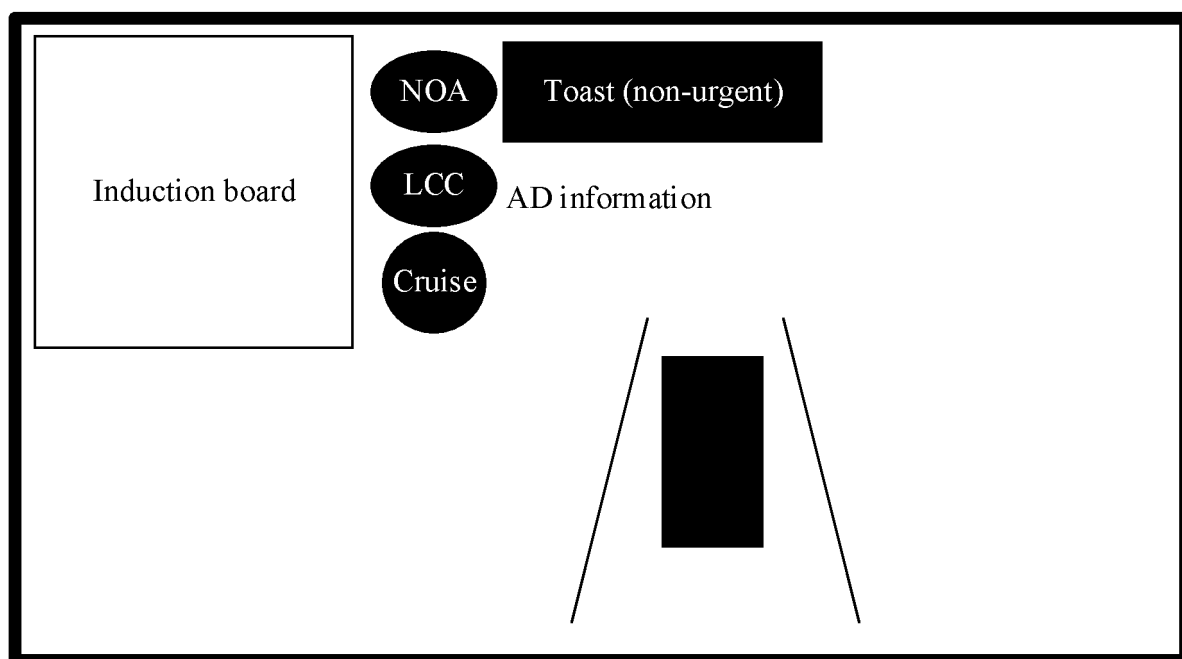 NOA
Toast (non-urgent)
Induction board
LCC
AD information
Cruise